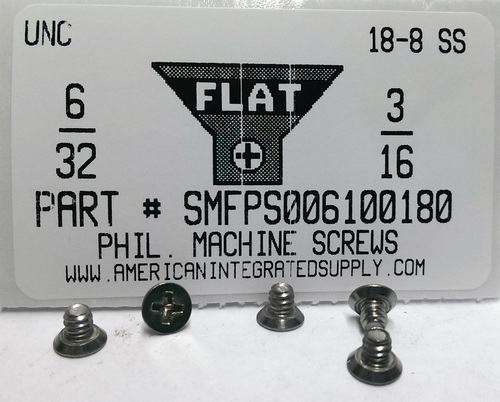 UNC 18-8 SS
FLAT
6 3
32 16
PART # SMFPS006100180
PHIL. MACHINE SCREWS
WWW.AMERICANINTEGRATEDSUPPLY.COM